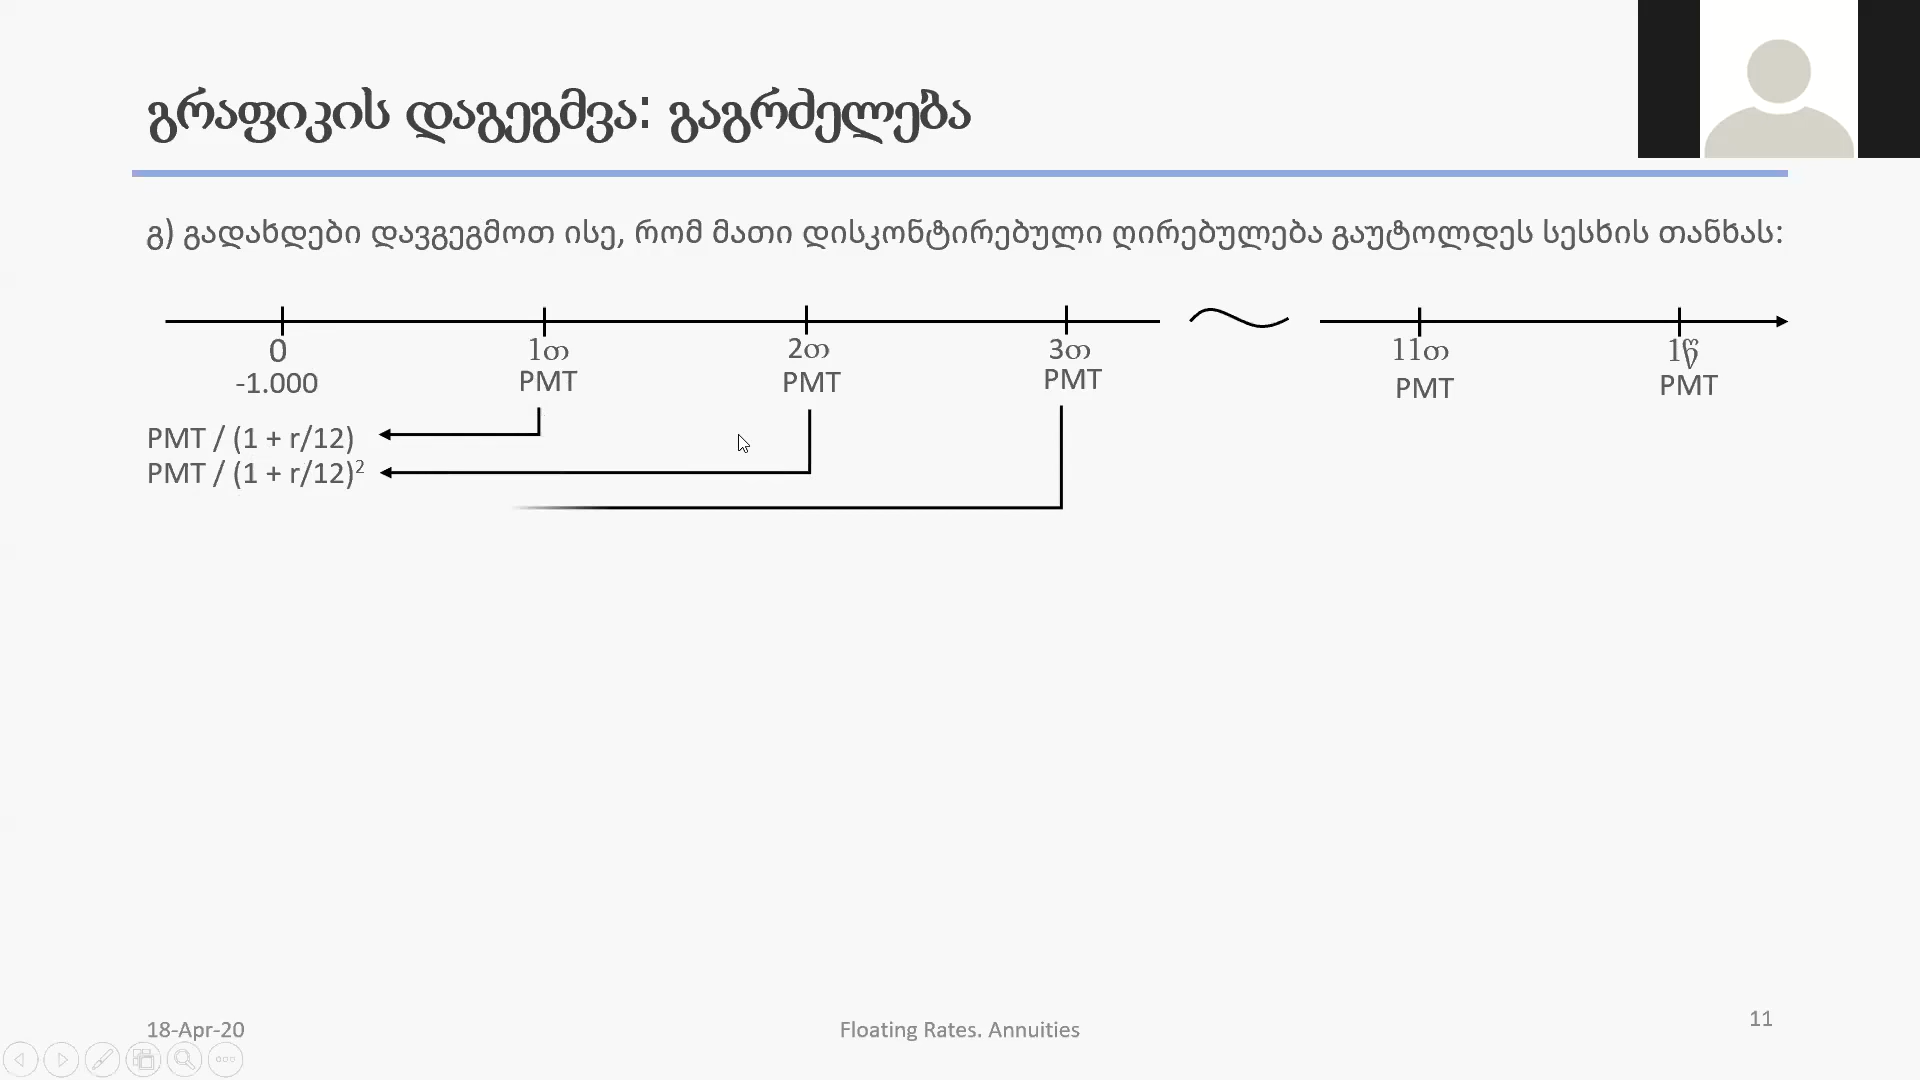 გრაფიკის დაგეგმვა: გაგრძელება
გ) გადახდები დავგეგმოთ ისე, რომ მათი დისკონტირებული ღირებულება გაუტოლდეს სესხის თანხას:
0 1თ 2თ 3თ 11თ 1წ
-1.000 PMT PMT PMT PMT PMT
PMT / (1 + r/12)
PMT / (1 + r/12)²
18-Apr-20 Floating Rates. Annuities 11